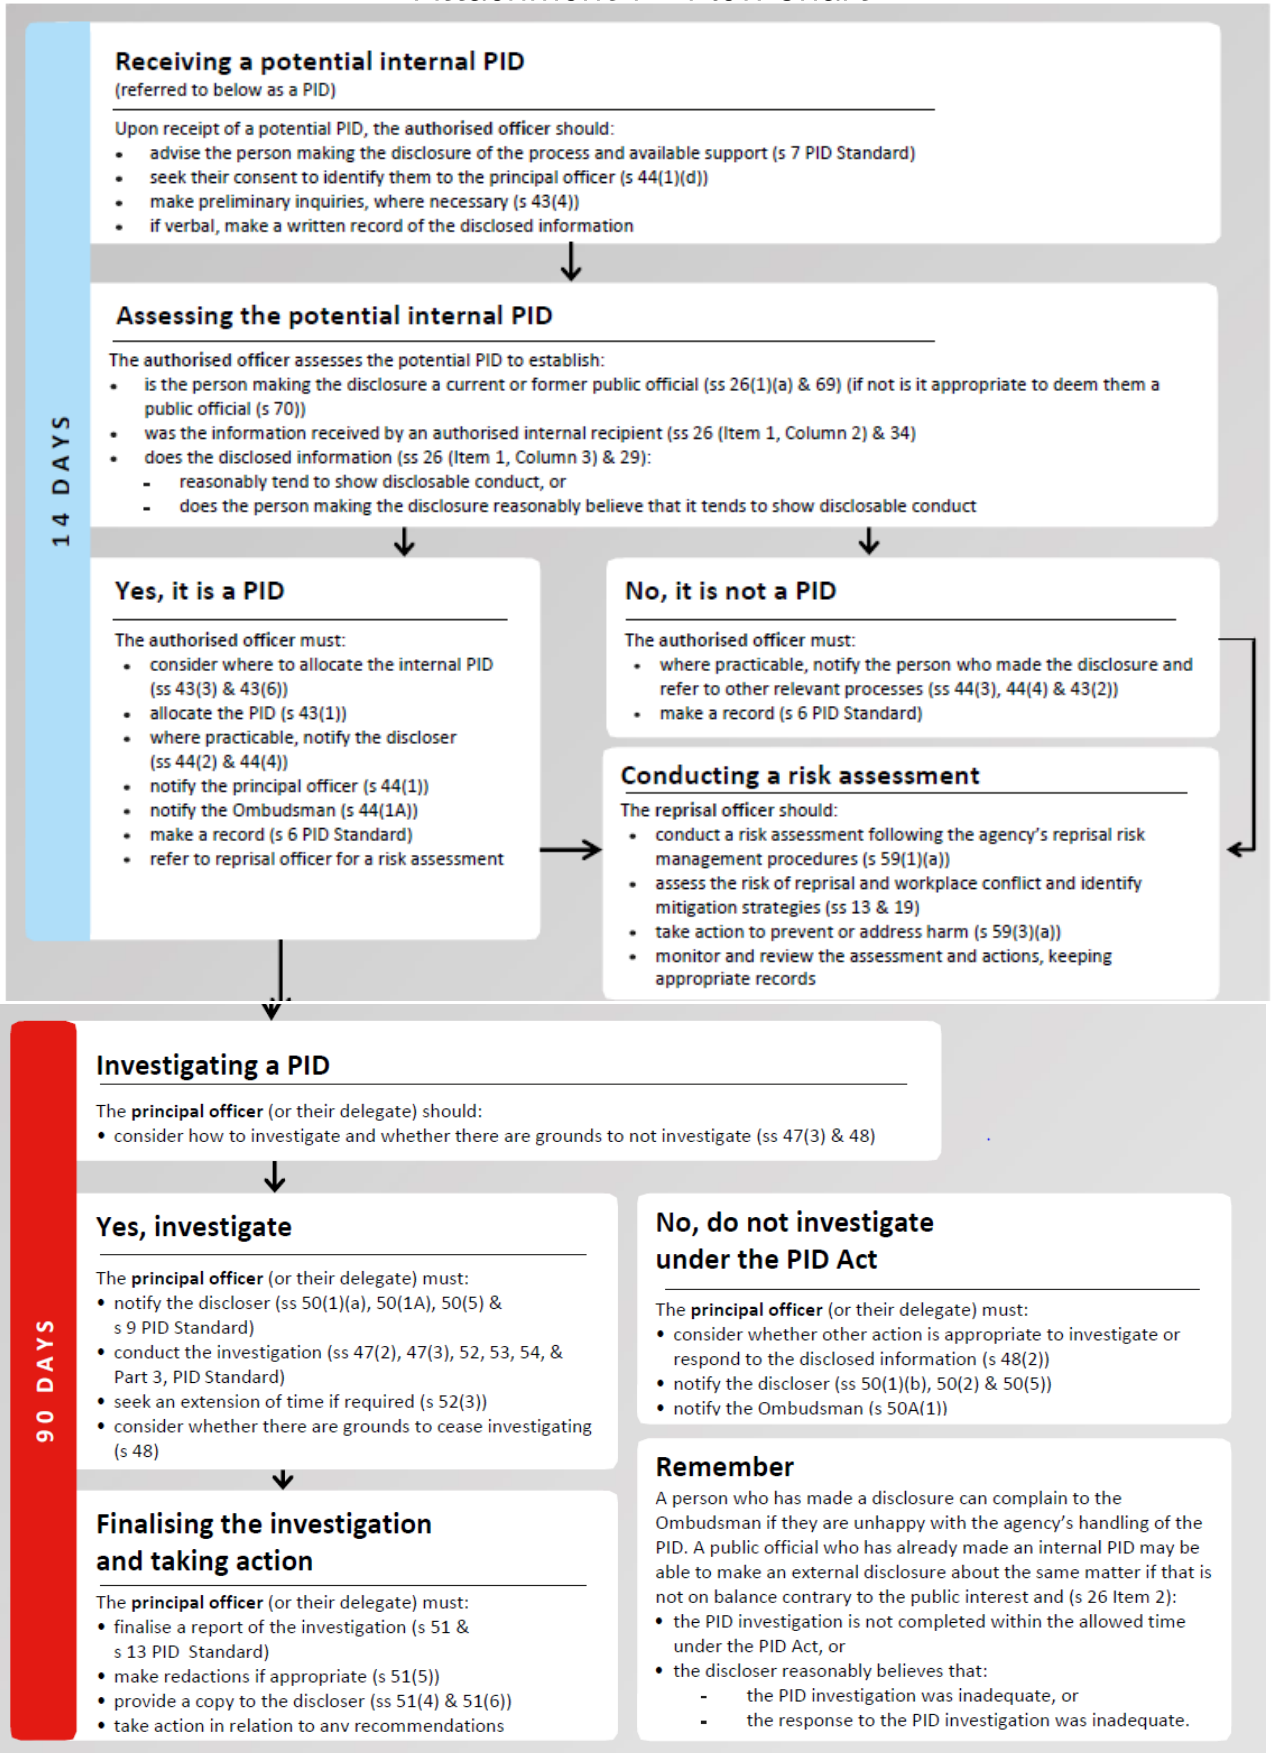 Receiving a potential internal PID
(referred to below as a PID)
Upon receipt of a potential PID, the authorised officer should:
• advise the person making the disclosure of the process and available support (s 7 PID Standard)
• seek their consent to identify them to the principal officer (s 44(1)(d))
• make preliminary inquiries, where necessary (s 43(4))
• if verbal, make a written record of the disclosed information
14 DAYS
Assessing the potential internal PID
The authorised officer assesses the potential PID to establish:
• is the person making the disclosure a current or former public official (ss 26(1)(a) & 69) (if not is it appropriate to deem them a
public official (s 70))
• was the information received by an authorised internal recipient (ss 26 (Item 1, Column 2) & 34)
• does the disclosed information (ss 26 (Item 1, Column 3) & 29):
- reasonably tend to show disclosable conduct, or
- does the person making the disclosure reasonably believe that it tends to show disclosable conduct
Yes, it is a PID
The authorised officer must:
• consider where to allocate the internal PID
(ss 43(3) & 43(6))
• allocate the PID (s 43(1))
• where practicable, notify the discloser
(ss 44(2) & 44(4))
• notify the principal officer (s 44(1))
• notify the Ombudsman (s 44(1A))
• make a record (s 6 PID Standard)
• refer to reprisal officer for a risk assessment
No, it is not a PID
The authorised officer must:
• where practicable, notify the person who made the disclosure and
refer to other relevant processes (ss 44(3), 44(4) & 43(2))
• make a record (s 6 PID Standard)
Conducting a risk assessment
The reprisal officer should:
• conduct a risk assessment following the agency's reprisal risk
management procedures (s 59(1)(a))
• assess the risk of reprisal and workplace conflict and identify
mitigation strategies (ss 13 & 19)
• take action to prevent or address harm (s 59(3)(a))
• monitor and review the assessment and actions, keeping
appropriate records
90 DAYS
Investigating a PID
The principal officer (or their delegate) should:
• consider how to investigate and whether there are grounds to not investigate (ss 47(3) & 48)
Yes, investigate
The principal officer (or their delegate) must:
• notify the discloser (ss 50(1)(a), 50(1A), 50(5) &
s 9 PID Standard)
• conduct the investigation (ss 47(2), 47(3), 52, 53, 54, &
Part 3, PID Standard)
• seek an extension of time if required (s 52(3))
• consider whether there are grounds to cease investigating
(s 48)
No, do not investigate
under the PID Act
The principal officer (or their delegate) must:
• consider whether other action is appropriate to investigate or
respond to the disclosed information (s 48(2))
• notify the discloser (ss 50(1)(b), 50(2) & 50(5))
• notify the Ombudsman (s 50A(1))
Finalising the investigation
and taking action
The principal officer (or their delegate) must:
• finalise a report of the investigation (s 51 &
s 13 PID Standard)
• make redactions if appropriate (s 51(5))
• provide a copy to the discloser (ss 51(4) & 51(6))
• take action in relation to any recommendations
Remember
A person who has made a disclosure can complain to the
Ombudsman if they are unhappy with the agency's handling of the
PID. A public official who has already made an internal PID may be
able to make an external disclosure about the same matter if that is
not on balance contrary to the public interest and (s 26 Item 2):
• the PID investigation is not completed within the allowed time
under the PID Act, or
• the discloser reasonably believes that:
- the PID investigation was inadequate, or
- the response to the PID investigation was inadequate.